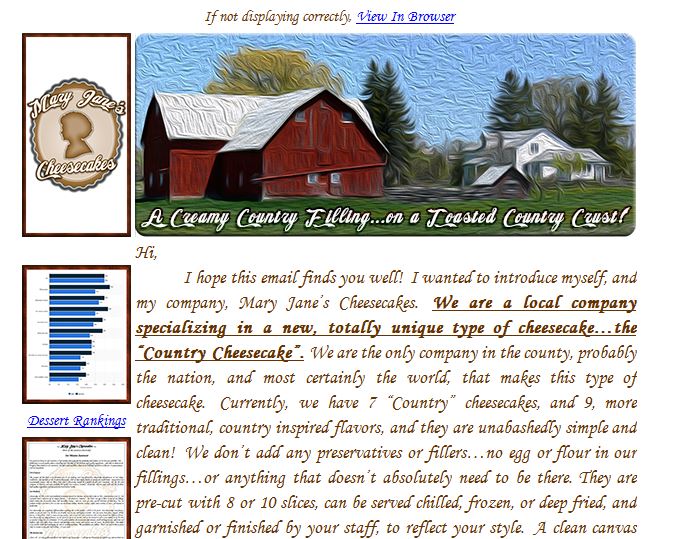 If not displaying correctly, View In Browser
Mary Jane's
Cheesecakes
A Creamy Country Filling...on a Toasted Country Crust!
Hi,
I hope this email finds you well! I wanted to introduce myself, and
my company, Mary Jane's Cheesecakes. We are a local company
specializing in a new, totally unique type of cheesecake...the
"Country Cheesecake". We are the only company in the county, probably
the nation, and most certainly the world, that makes this type of
cheesecake. Currently, we have 7 "Country" cheesecakes, and 9, more
traditional, country inspired flavors, and they are unabashedly simple and
clean! We don't add any preservatives or fillers...no egg or flour in our
fillings...or anything that doesn't absolutely need to be there. They are
pre-cut with 8 or 10 slices, can be served chilled, frozen, or deep fried, and
garnished or finished by your staff, to reflect your style. A clean canvas
Dessert Rankings